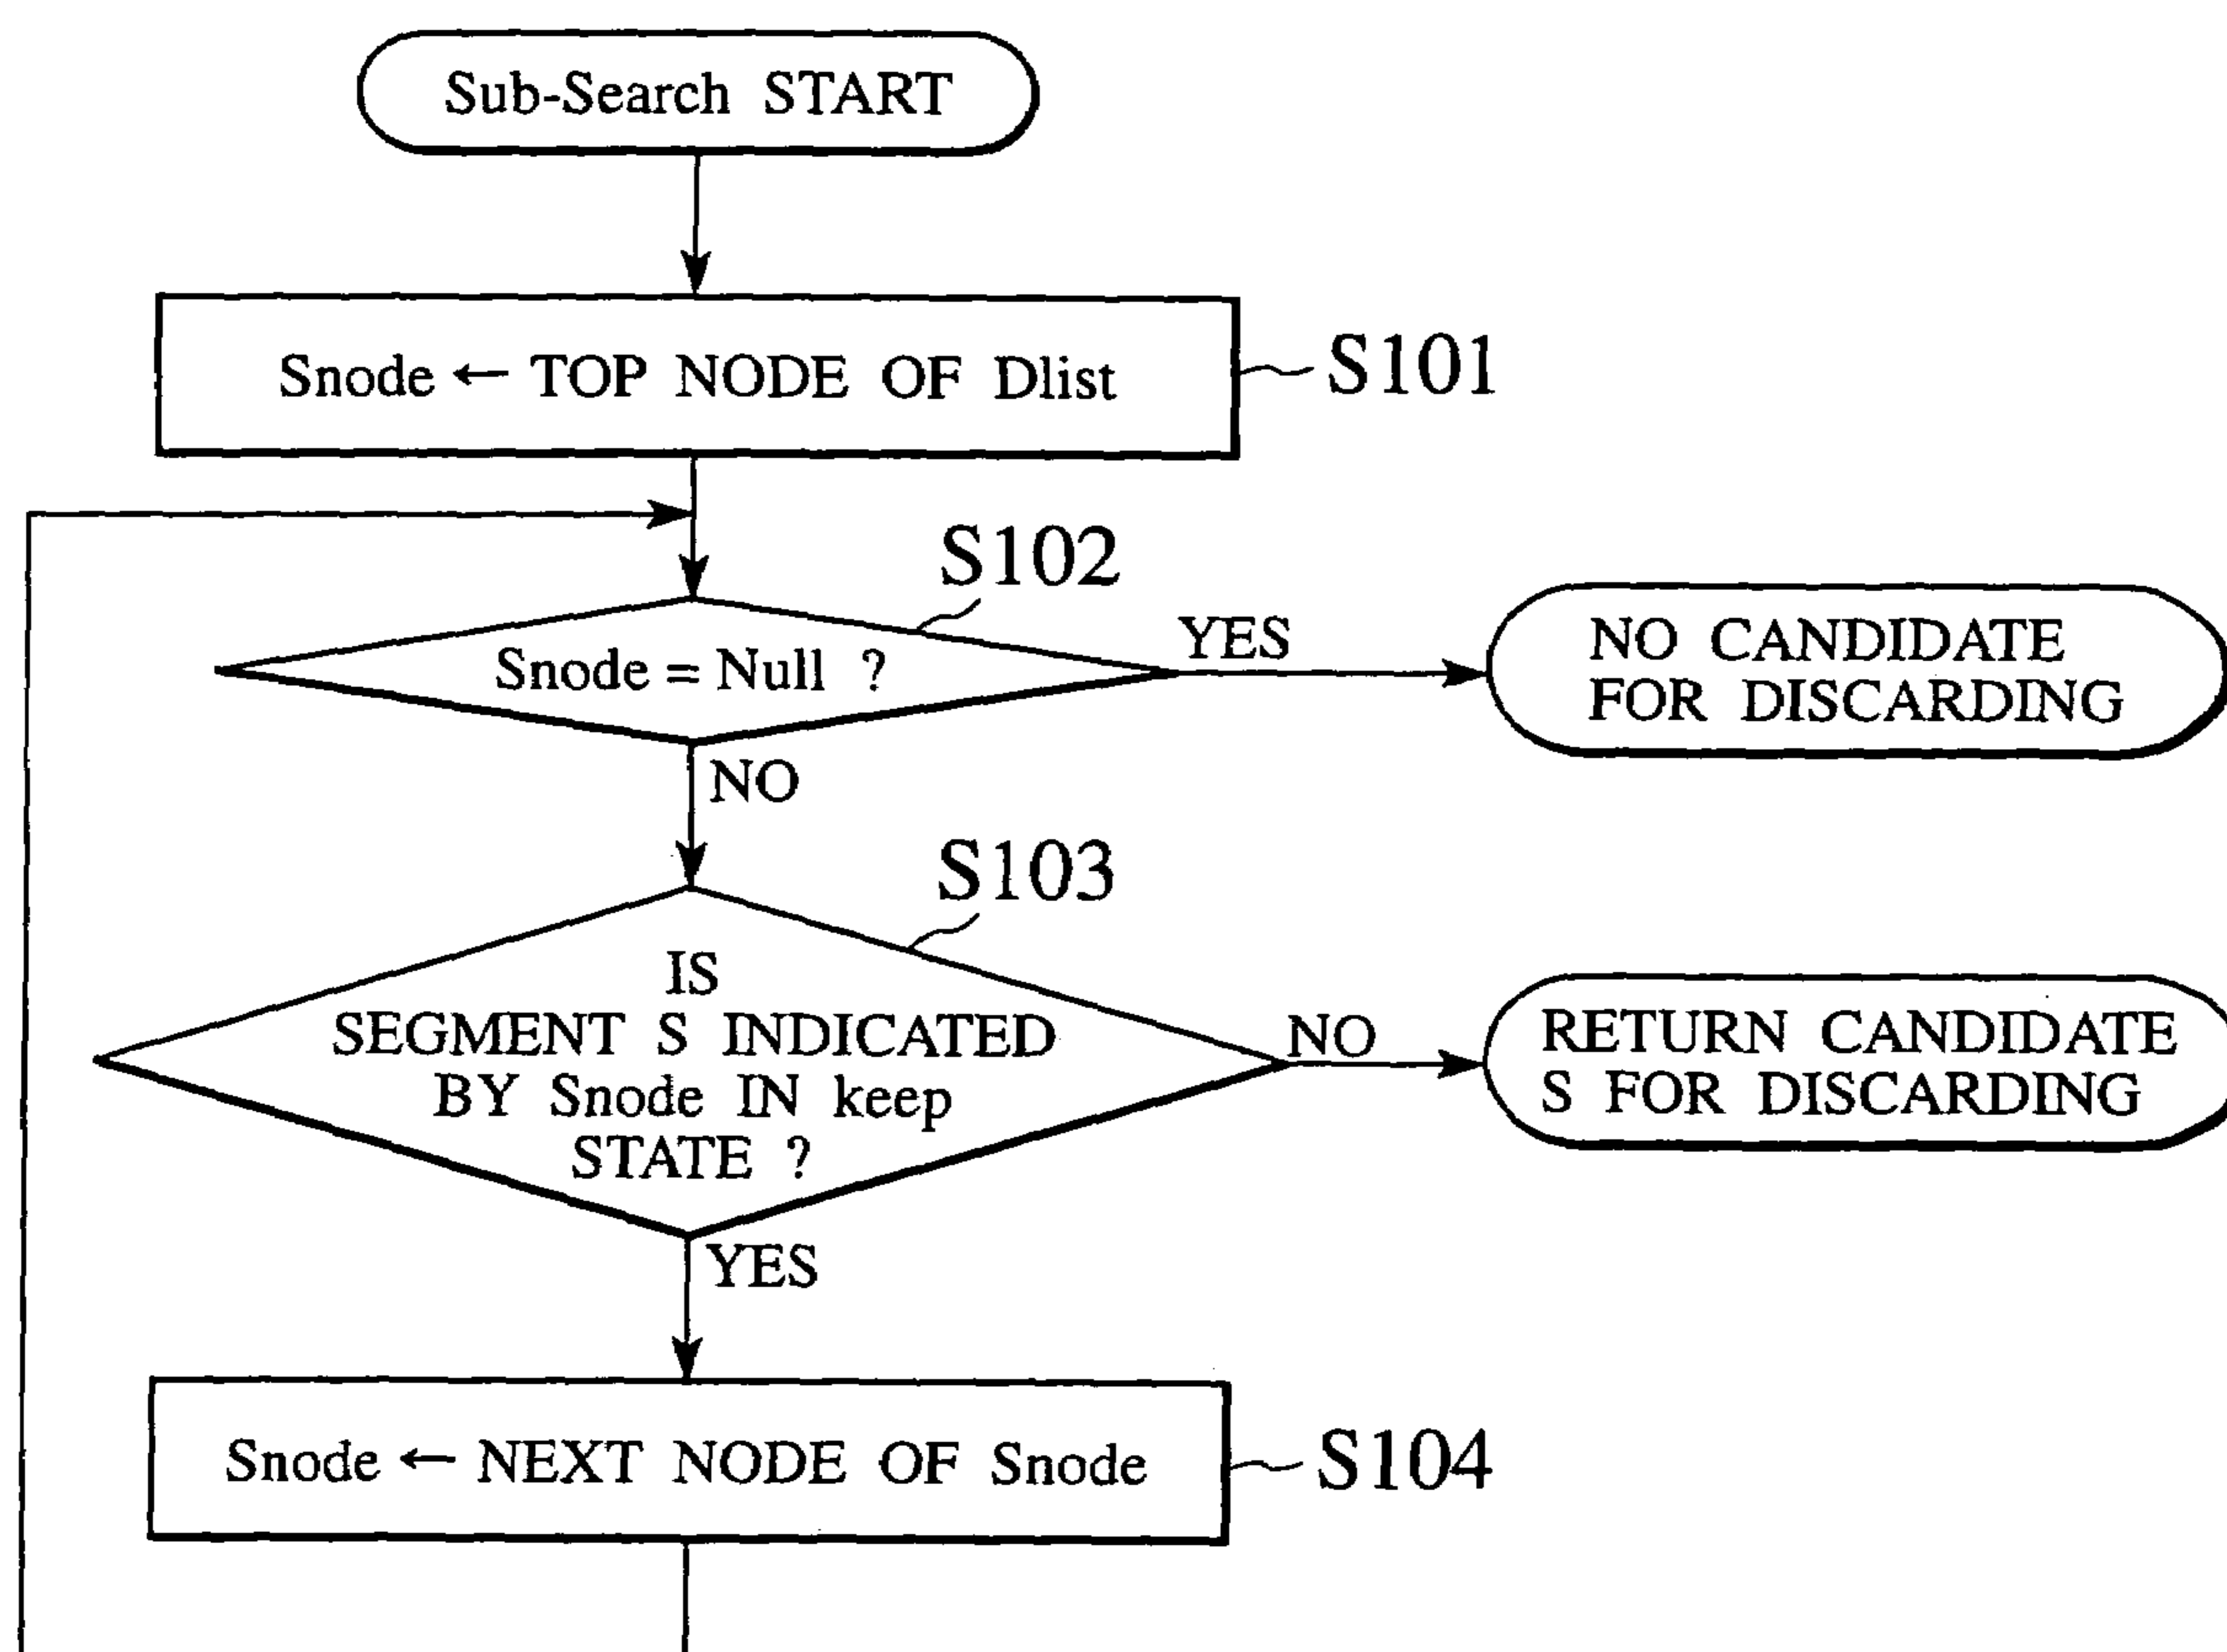 Sub-Search START
Snode ← TOP NODE OF Dlist
S101
S102
Snode = Null ?
YES
NO CANDIDATE
FOR DISCARDING
NO
S103
IS
SEGMENT S INDICATED
BY Snode IN keep
STATE ?
NO
RETURN CANDIDATE
S FOR DISCARDING
YES
Snode ← NEXT NODE OF Snode
S104